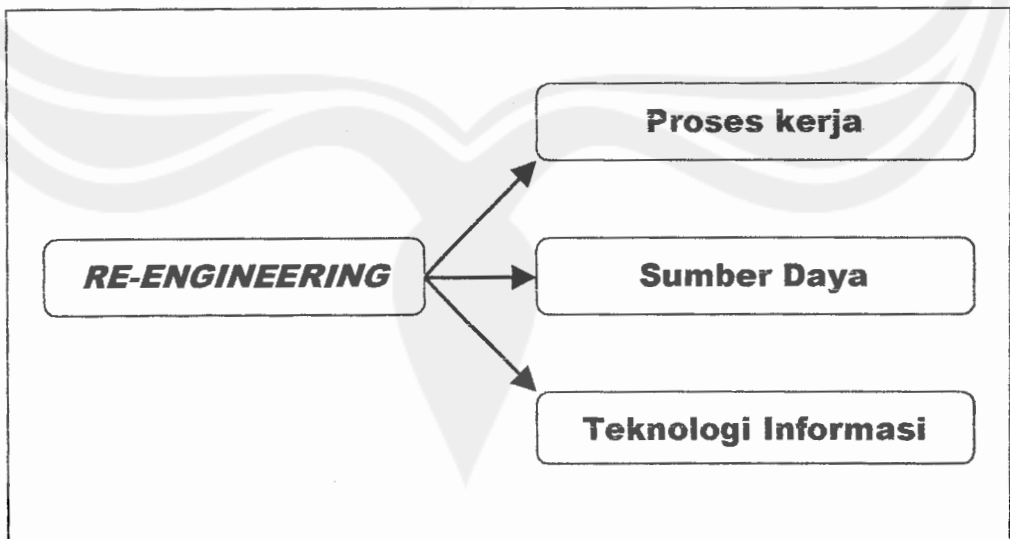 Proses kerja
RE-ENGINEERING
Sumber Daya
Teknologi Informasi